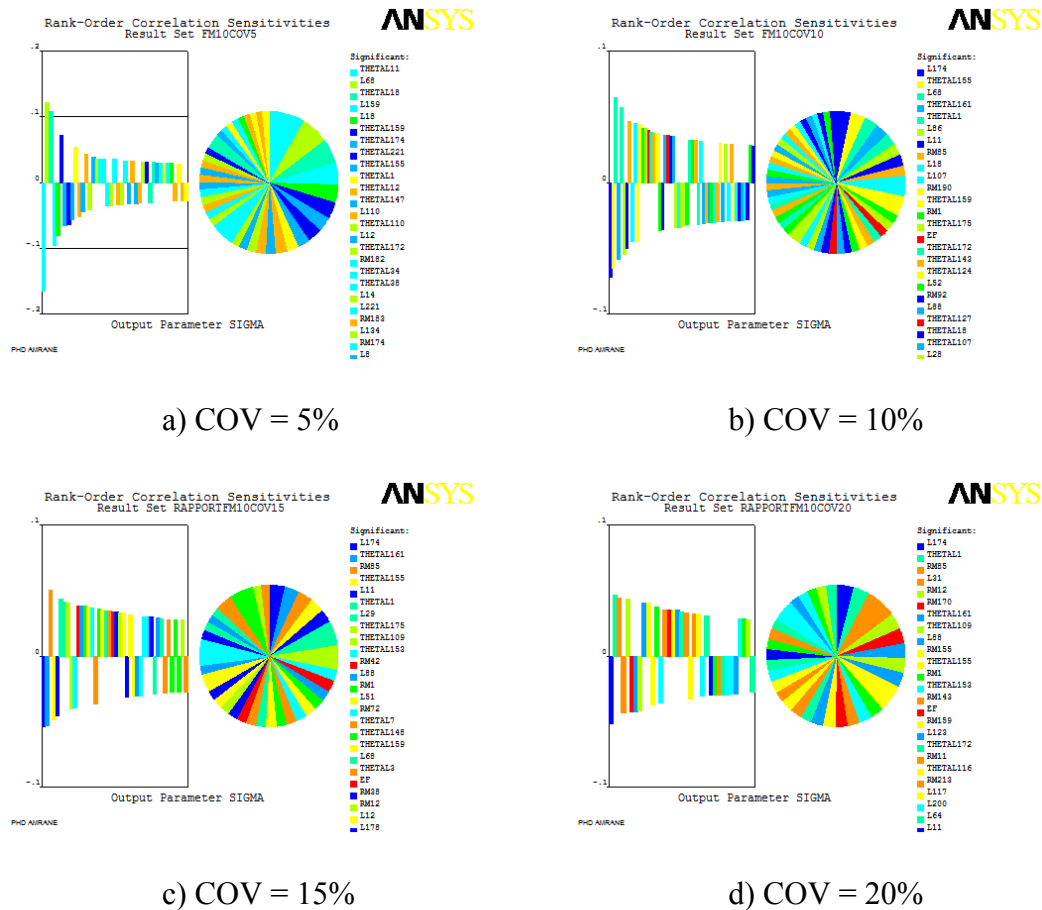 Rank-Order Correlation Sensitivities
Result Set FM10COV5
ANSYS
.2
.1
0
-.1
-.2
Output Parameter SIGMA
PHD AMRANE
Significant:
THETAL11
L68
THETAL18
L159
L18
THETAL159
THETAL174
THETAL221
THETAL155
THETAL1
THETAL12
THETAL147
L110
THETAL110
L12
THETAL172
RM182
THETAL34
THETAL38
L14
L221
RM183
L134
RM174
L8
a) COV = 5%
Rank-Order Correlation Sensitivities
Result Set FM10COV10
ANSYS
.1
0
-.1
Output Parameter SIGMA
PHD AMRANE
Significant:
L174
THETAL155
L68
THETAL161
THETAL1
L86
L11
RM85
L18
L107
RM190
THETAL159
RM1
THETAL175
EF
THETAL172
THETAL143
THETAL124
L52
RM92
L88
THETAL127
THETAL18
THETAL107
L28
b) COV = 10%
Rank-Order Correlation Sensitivities
Result Set RAPPORTFM10COV15
ANSYS
.1
0
-.1
Output Parameter SIGMA
PHD AMRANE
Significant:
L174
THETAL161
RM85
THETAL155
L11
THETAL1
L29
THETAL175
THETAL109
THETAL153
RM42
L88
RM1
L51
RM72
THETAL7
THETAL148
THETAL159
L68
THETAL3
EF
RM38
RM12
L12
L178
c) COV = 15%
Rank-Order Correlation Sensitivities
Result Set RAPPORTFM10COV20
ANSYS
.1
0
-.1
Output Parameter SIGMA
PHD AMRANE
Significant:
L174
THETAL1
RM85
L31
RM12
RM170
THETAL161
THETAL109
L88
RM155
THETAL155
RM1
THETAL153
RM143
EF
RM159
L123
THETAL172
RM11
THETAL116
RM213
L117
L200
L64
L11
d) COV = 20%